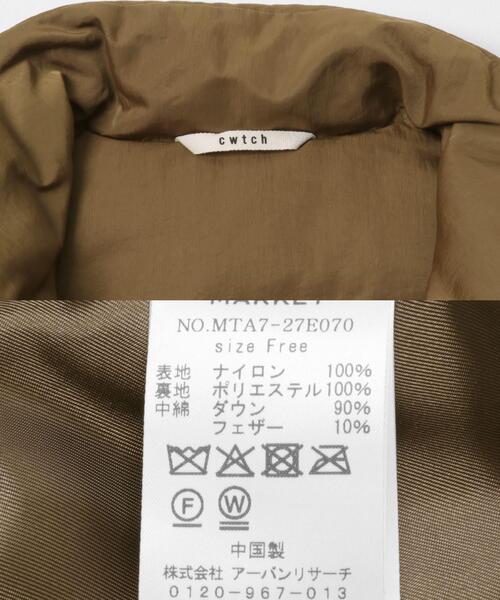 cwtch
MARKET
NO.MTA7-27E070
size Free
表地 ナイロン 100%
裏地 ポリエステル100%
中綿 ダウン 90%
フェザー 10%
F W
中国製
株式会社 アーバンリサーチ
0120-967-013